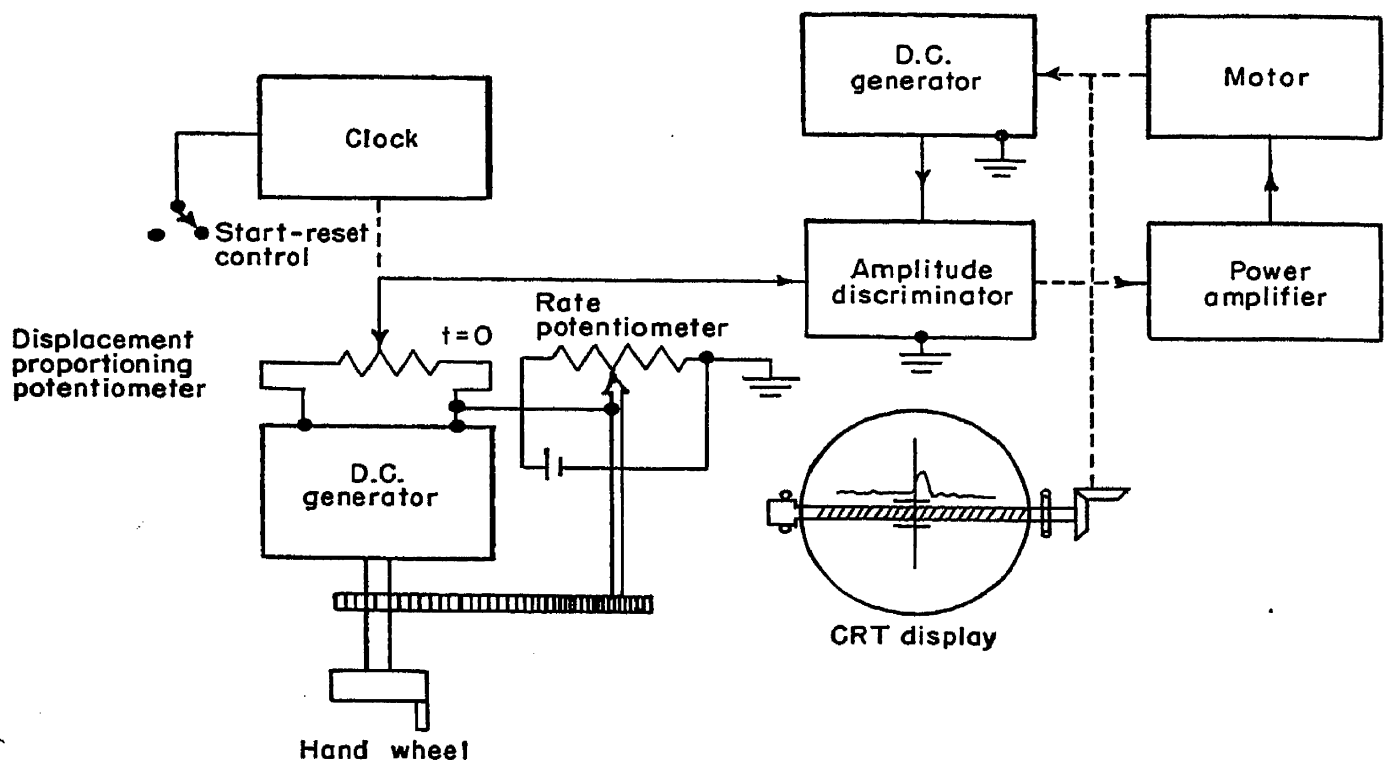 D.C.
generator
Motor
Clock
Start-reset
control
Amplitude
discriminator
Power
amplifier
Rate
potentiometer
Displacement
proportioning
potentiometer
t=0
D.C.
generator
CRT display
Hand wheel